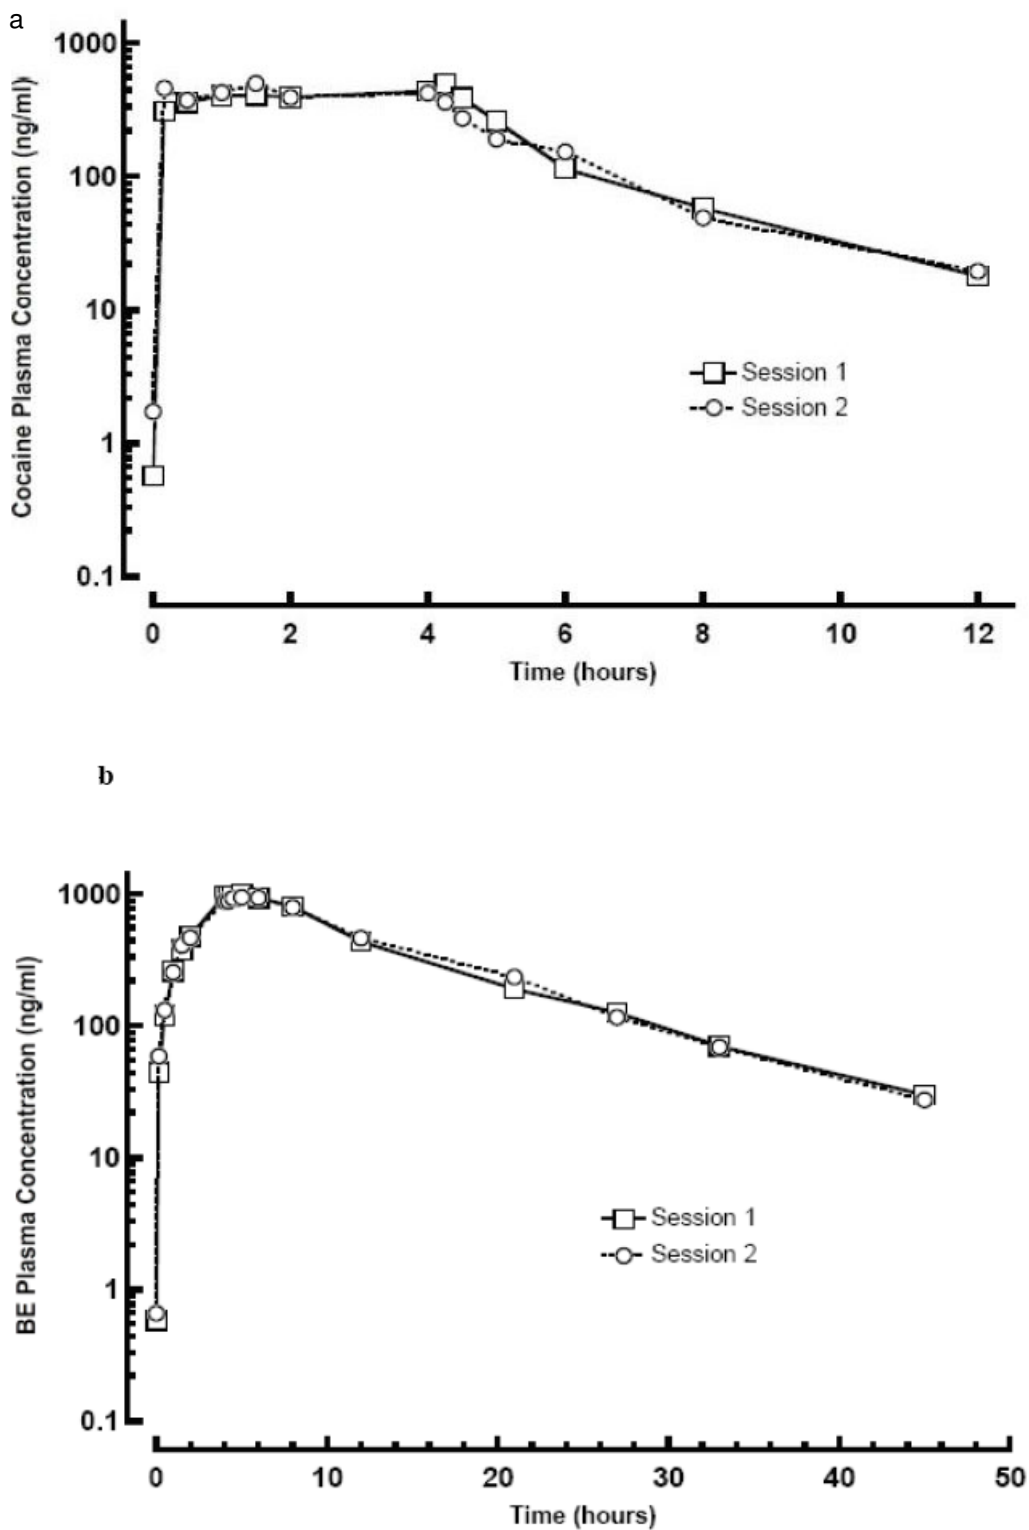 a
1000
100
10
1
0.1
Cocaine Plasma Concentration (ng/ml)
Session 1
Session 2
0 2 4 6 8 10 12
Time (hours)
b
1000
100
10
1
0.1
BE Plasma Concentration (ng/ml)
Session 1
Session 2
0 10 20 30 40 50
Time (hours)